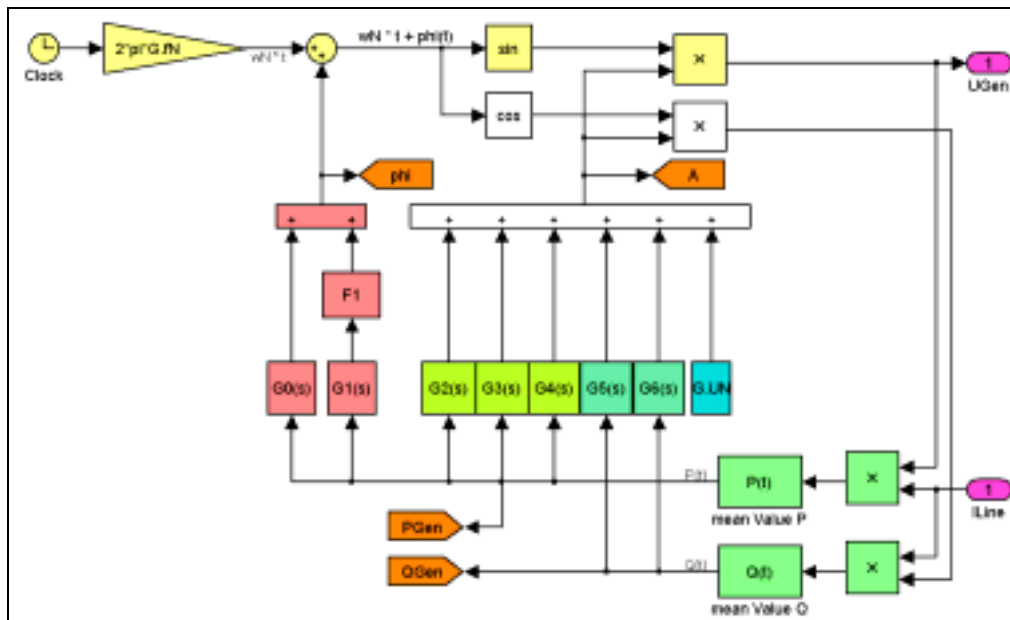 2*pi*G.fN
wN * t
Clock
wN * t + phi(t)
sin
×
1
UGen
cos
×
phi
A
F1
G0(s)
G1(s)
G2(s)
G3(s)
G4(s)
G5(s)
G6(s)
G.UN
P(t)
P(t)
mean Value P
×
1
ILine
PGen
QGen
Q(t)
Q(t)
mean Value Q
×